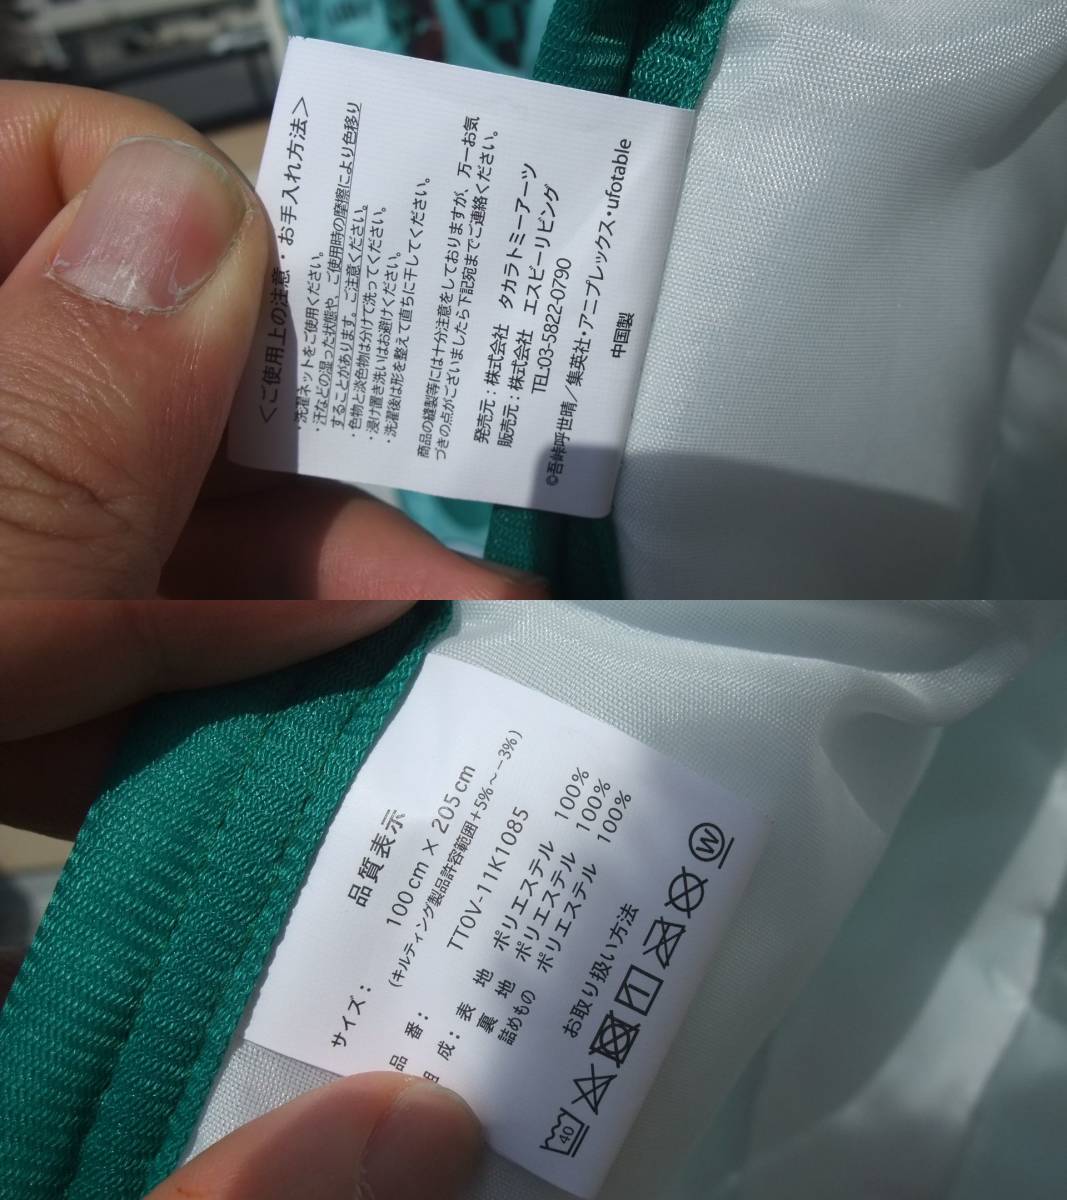 ＜ご使用上の注意・お手入れ方法＞
・洗濯ネットをご使用ください。
・汗などの湿った状態や、ご使用時の摩擦により色移り
することがあります。ご注意ください。
・色物と淡色物は分けて洗ってください。
・浸け置き洗いはお避けください。
・洗濯後は形を整えて直ちに干してください。
商品の縫製等には十分注意をしておりますが、万一お気
づきの点がございましたら下記宛までご連絡ください。
発売元：株式会社 タカラトミーアーツ
販売元：株式会社 エスピーリビング
TEL03-5822-0790
©吾峠呼世晴／集英社・アニプレックス・ufotable
中国製
品質表示
サイズ： 100cm×205cm
(キルティング製品許容範囲+5%～-3%)
品 番： TTOV-11K1085
組 成：表 地 ポリエステル 100%
裏 地 ポリエステル 100%
詰めもの ポリエステル 100%
お取り扱い方法
40
W